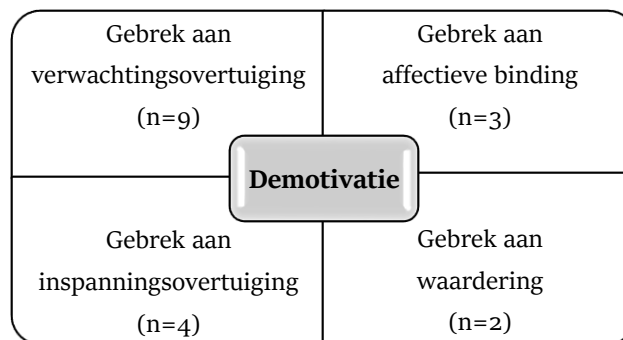 Gebrek aan
verwachtingsovertuiging
(n=9)
Gebrek aan
affectieve binding
(n=3)
Demotivatie
Gebrek aan
inspanningsovertuiging
(n=4)
Gebrek aan
waardering
(n=2)